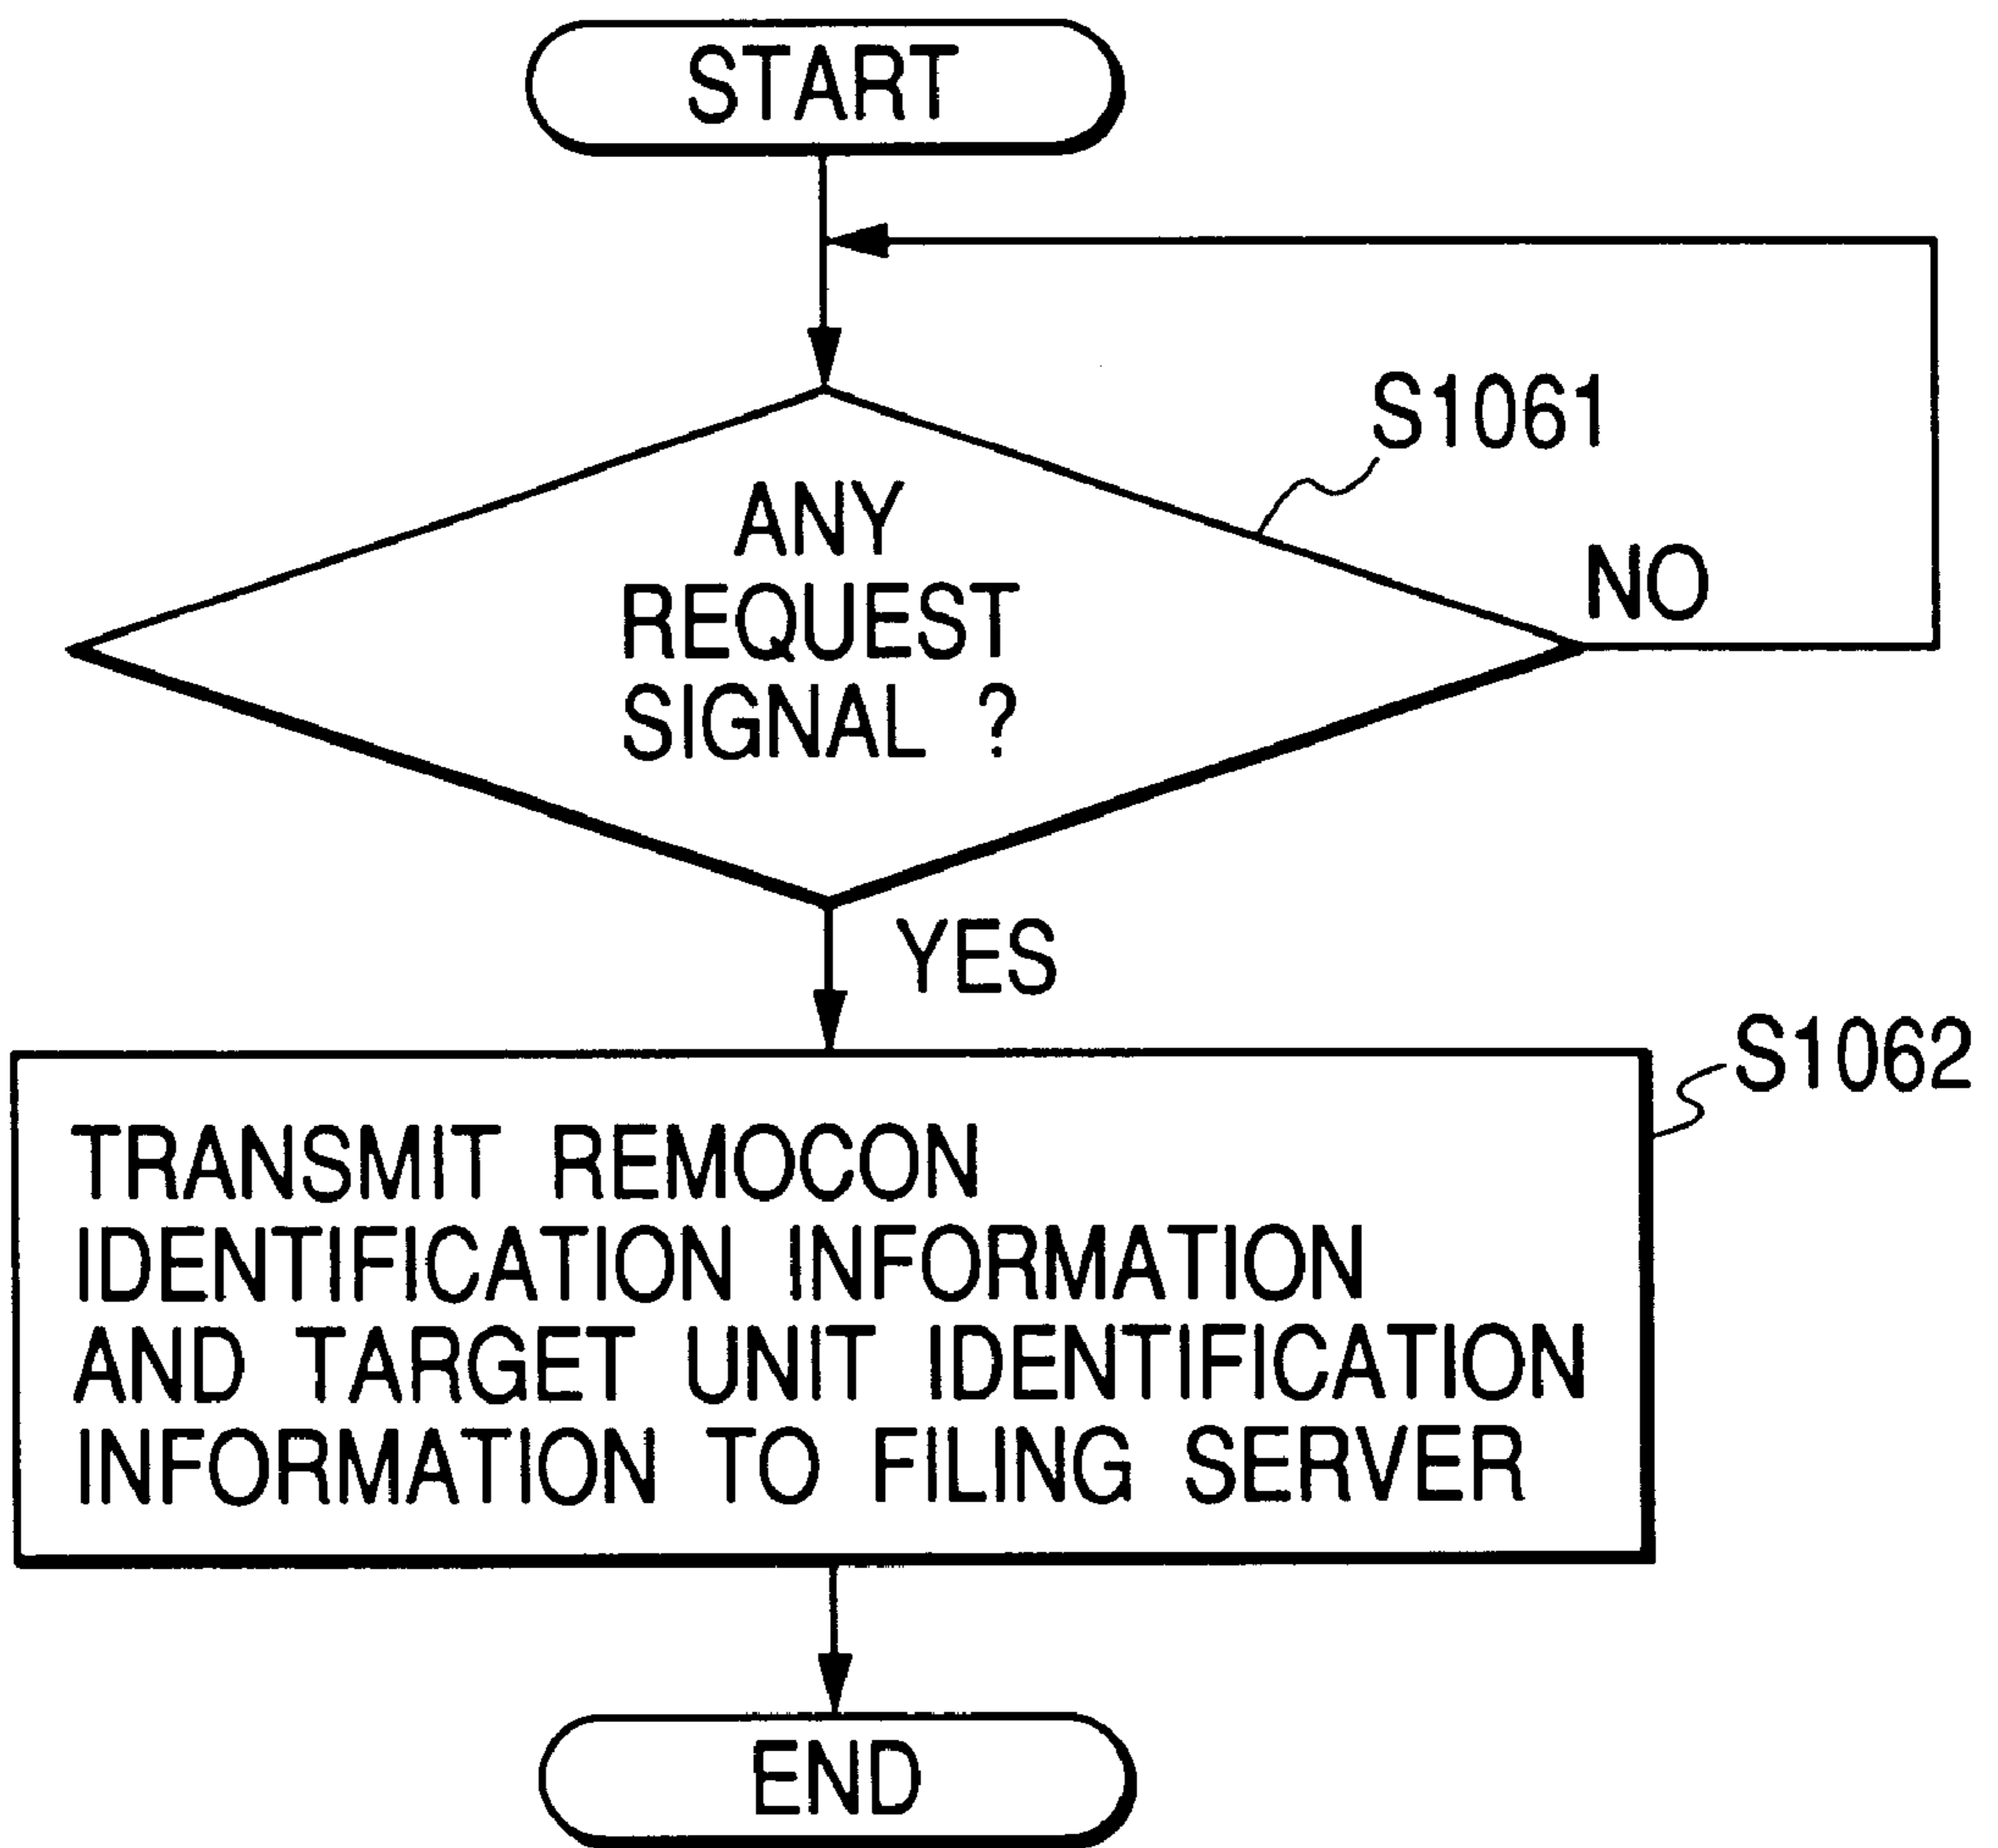 START
S1061
ANY
REQUEST
SIGNAL ?
NO
YES
S1062
TRANSMIT REMOCON
IDENTIFICATION INFORMATION
AND TARGET UNIT IDENTIFICATION
INFORMATION TO FILING SERVER
END